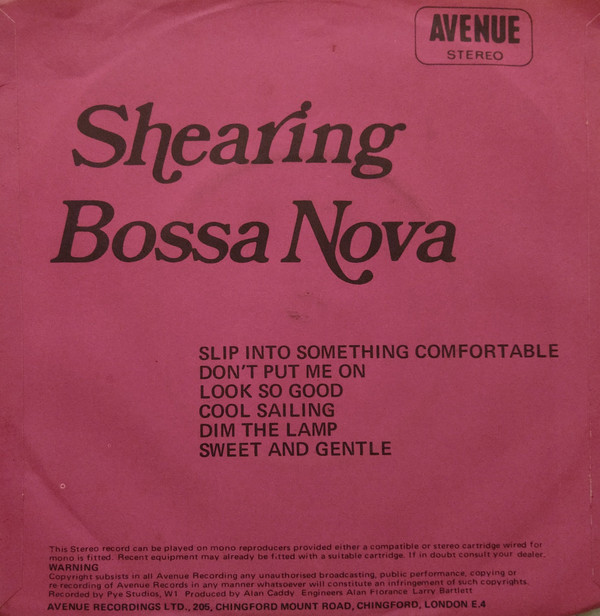 AVENUE
STEREO
Shearing
Bossa Nova
SLIP INTO SOMETHING COMFORTABLE
DON'T PUT ME ON
LOOK SO GOOD
COOL SAILING
DIM THE LAMP
SWEET AND GENTLE
This Stereo record can be played on mono reproducers provided either a compatible or stereo cartridge wired for
mono is fitted. Recent equipment may already be fitted with a suitable cartridge. If in doubt consult your dealer.
WARNING
Copyright subsists in all Avenue Recording any unauthorised broadcasting, public performance, copying or
re recording of Avenue Records in any manner whatsoever will constitute an infringement of such copyrights.
Recorded by Pye Studios, W1 Produced by Alan Caddy. Engineers Alan Florance Larry Bartlett
AVENUE RECORDINGS LTD., 205, CHINGFORD MOUNT ROAD, CHINGFORD, LONDON E.4